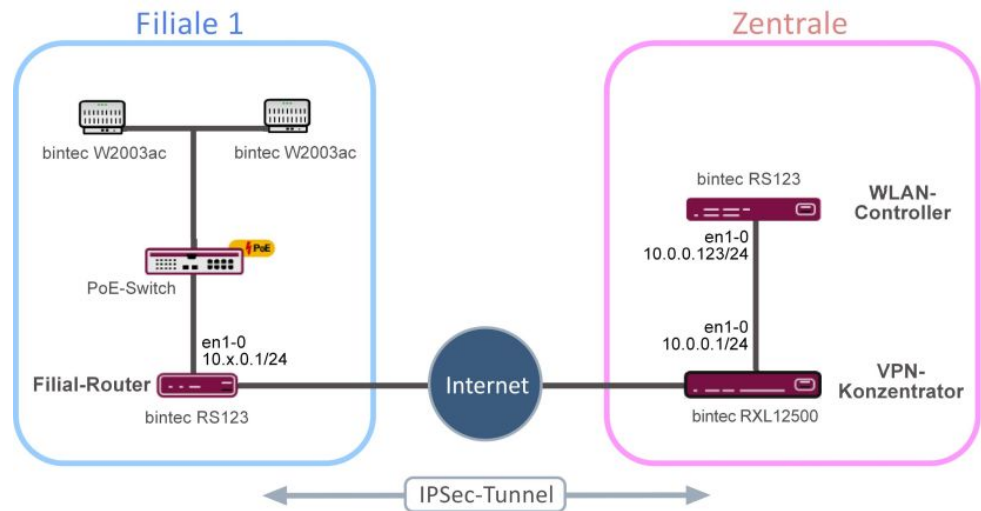 Filiale 1
bintec W2003ac
bintec W2003ac
PoE
PoE-Switch
en1-0
10.x.0.1/24
Filial-Router
bintec RS123
Internet
IPSec-Tunnel
Zentrale
bintec RS123
WLAN-
Controller
en1-0
10.0.0.123/24
en1-0
10.0.0.1/24
VPN-
Konzentrator
bintec RXL12500